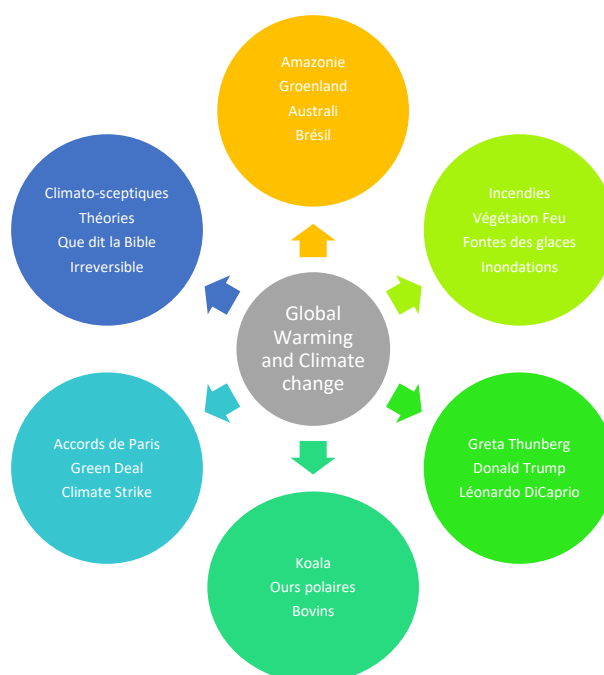 Amazonie
Groenland
Australi
Brésil
Incendies
Végétaion Feu
Fontes des glaces
Inondations
Greta Thunberg
Donald Trump
Léonardo DiCaprio
Koala
Ours polaires
Bovins
Accords de Paris
Green Deal
Climate Strike
Climato-sceptiques
Théories
Que dit la Bible
Irreversible
Global
Warming
and Climate
change